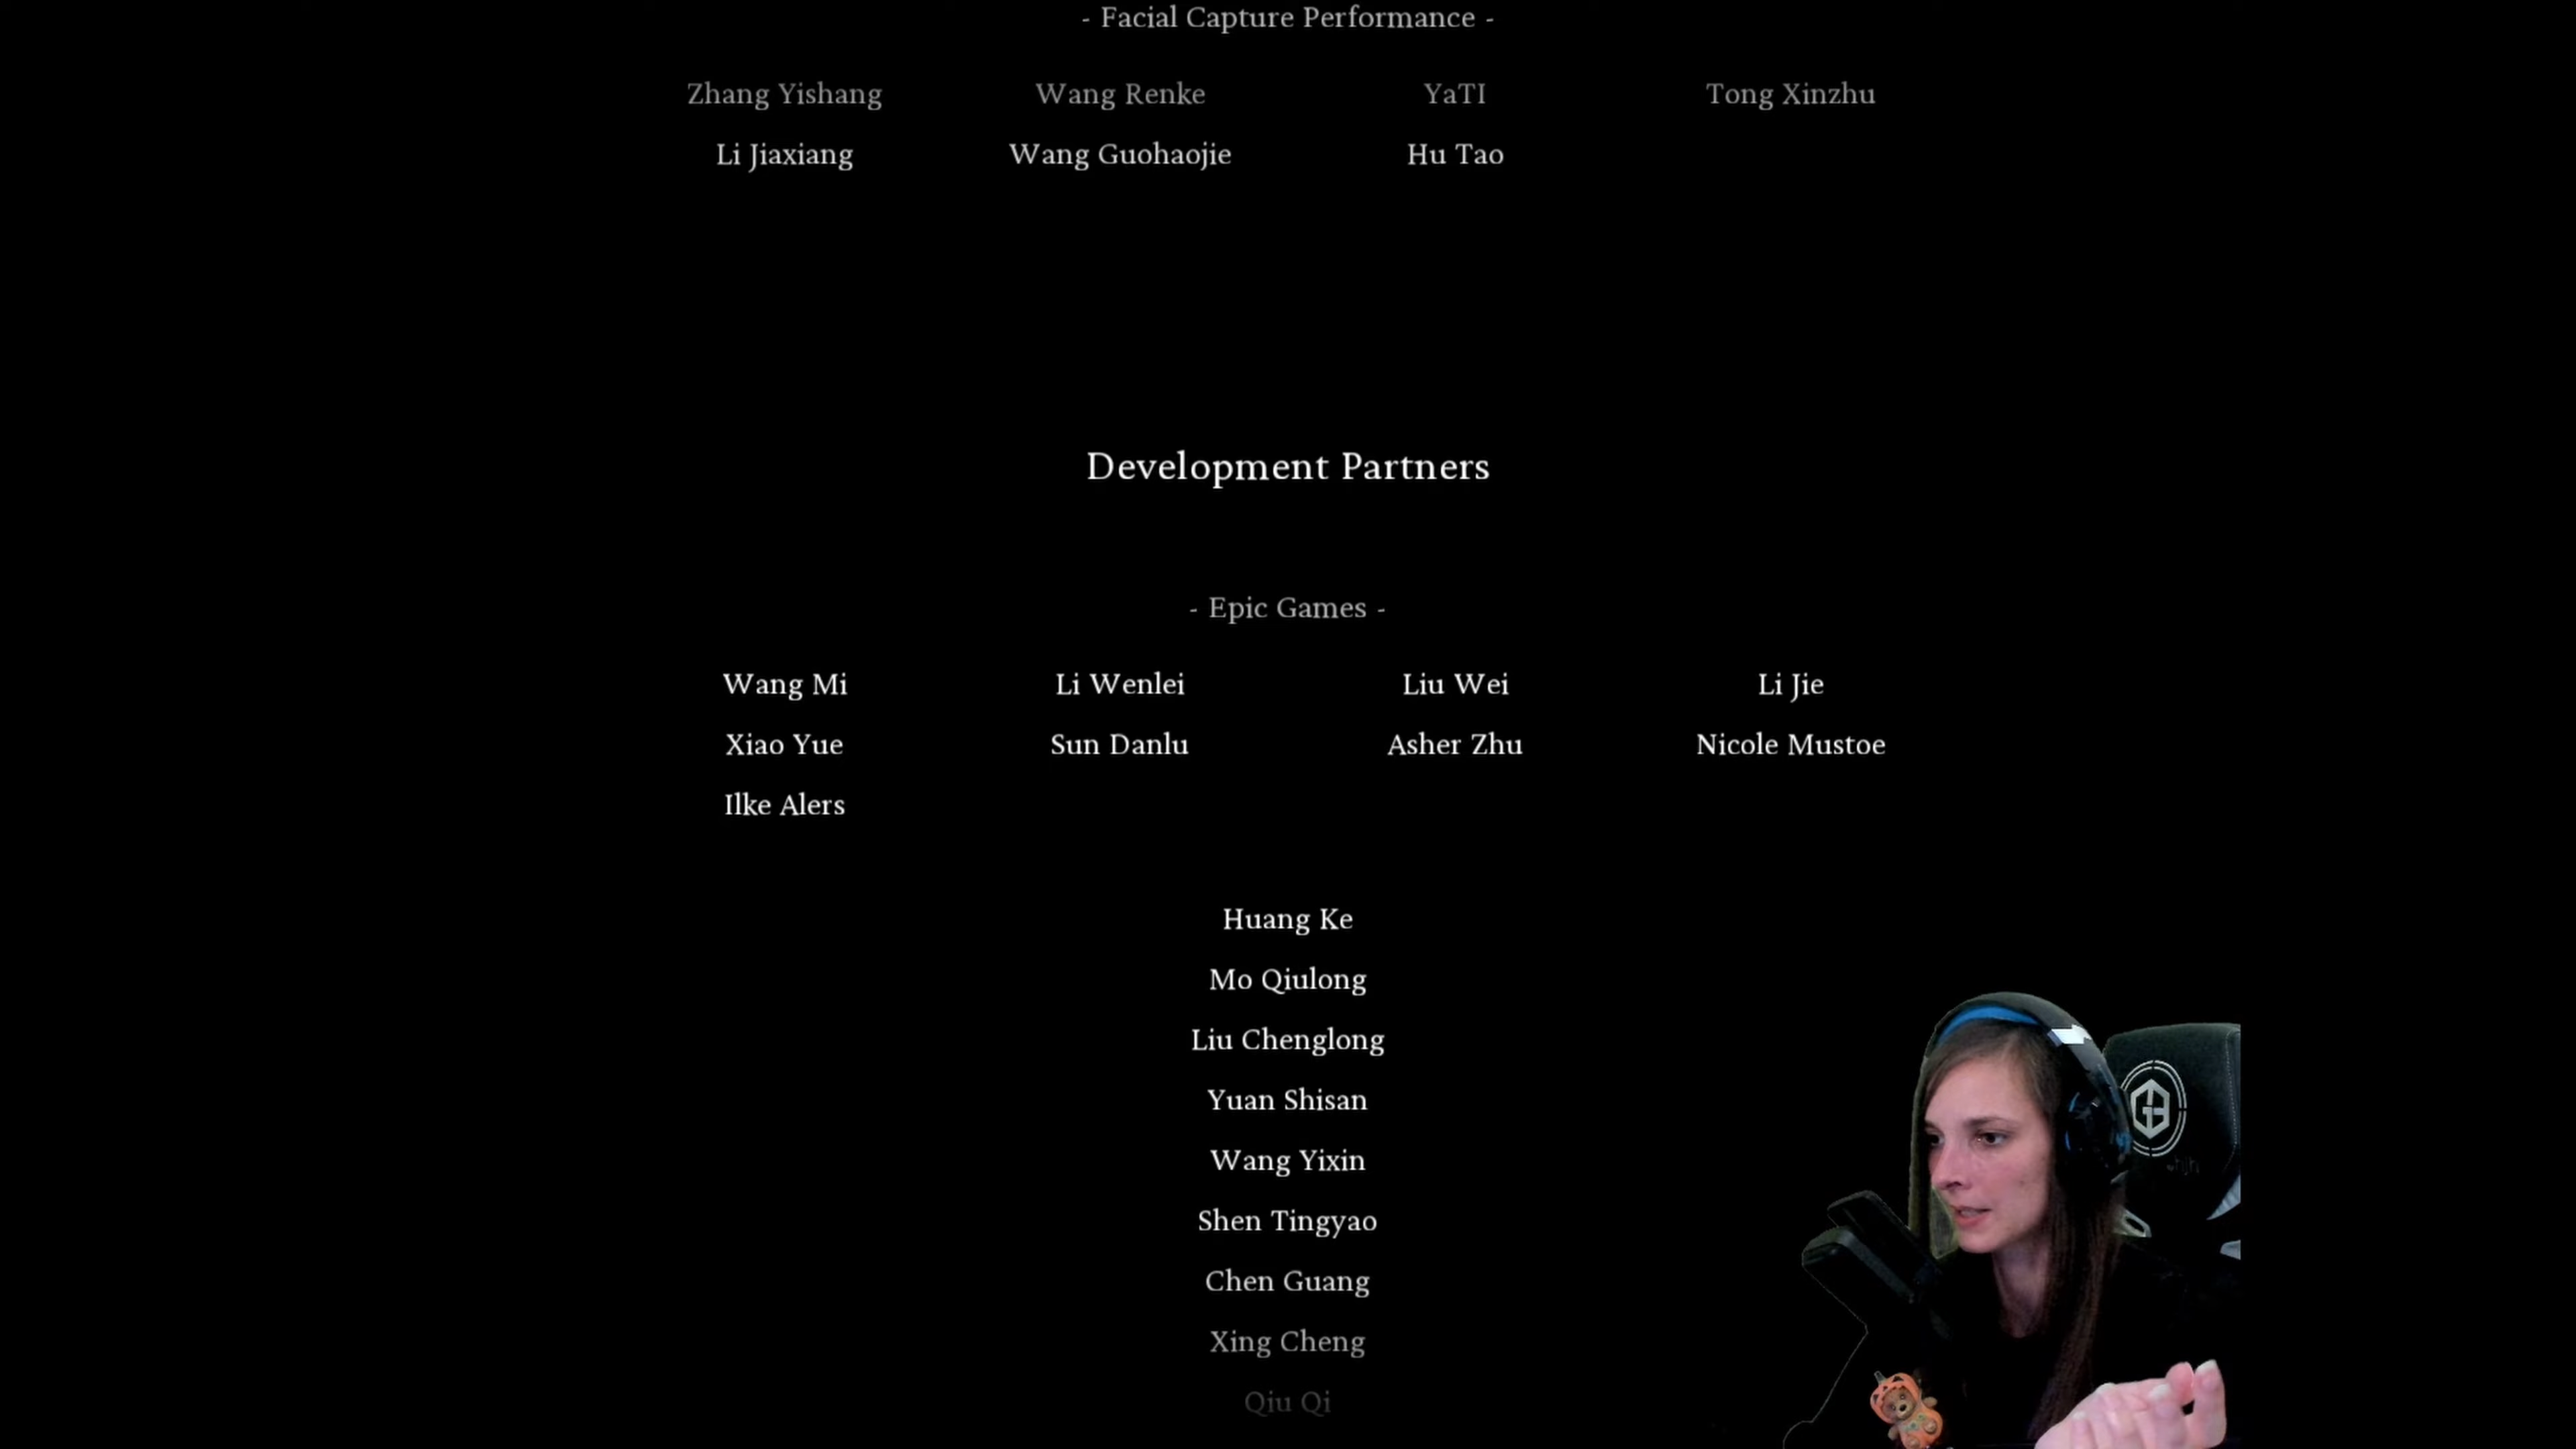 - Facial Capture Performance -
Zhang Yishang Wang Renke YaTI Tong Xinzhu
Li Jiaxiang Wang Guohaojie Hu Tao
Development Partners
- Epic Games -
Wang Mi Li Wenlei Liu Wei Li Jie
Xiao Yue Sun Danlu Asher Zhu Nicole Mustoe
Ilke Alers
Huang Ke
Mo Qiulong
Liu Chenglong
Yuan Shisan
Wang Yixin
Shen Tingyao
Chen Guang
Xing Cheng
Qiu Qi